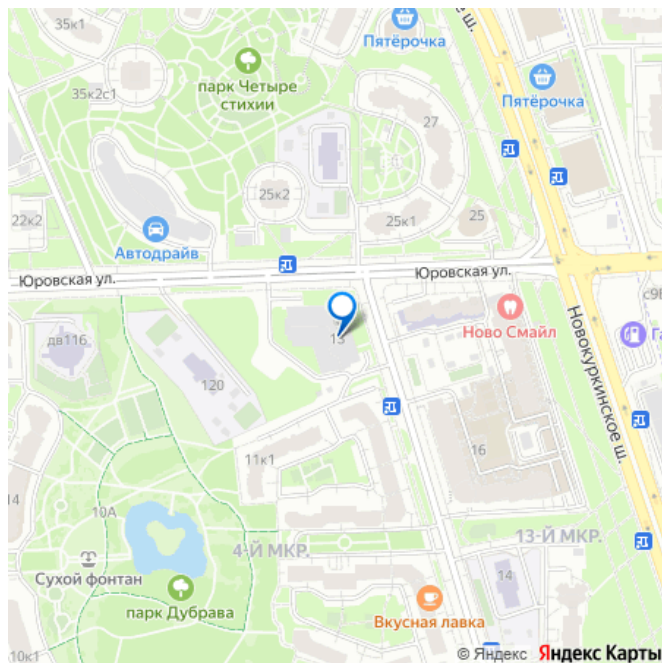 35к1
Пятёрочка
ш.
парк Четыре
стихии
35к2с1
Пятёрочка
27
25к2
22к2
25к1
25
Автодрайв
Юровская ул.
Юровская ул.
с9Б
Ново Смайл
Новокуркинское ш.
дв116
13
120
16
11к1
14
10А
4-Й МКР.
13-Й МКР.
Сухой фонтан
парк Дубрава
14
Вкусная лавка
10к1
© Яндекс Яндекс Карты